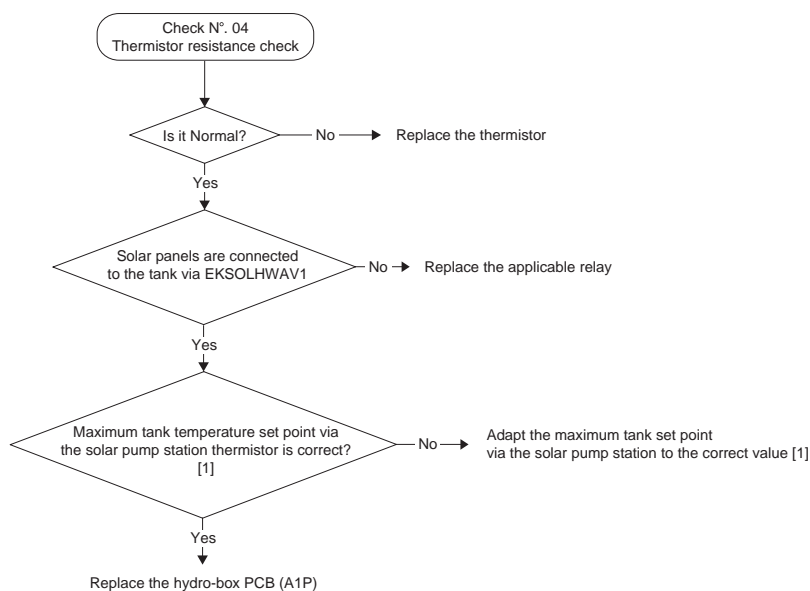 Check N°. 04
Thermistor resistance check
Is it Normal?
No
Replace the thermistor
Yes
Solar panels are connected
to the tank via EKSOLHWAV1
No
Replace the applicable relay
Yes
Maximum tank temperature set point via
the solar pump station thermistor is correct?
[1]
No
Adapt the maximum tank set point
via the solar pump station to the correct value [1]
Yes
Replace the hydro-box PCB (A1P)